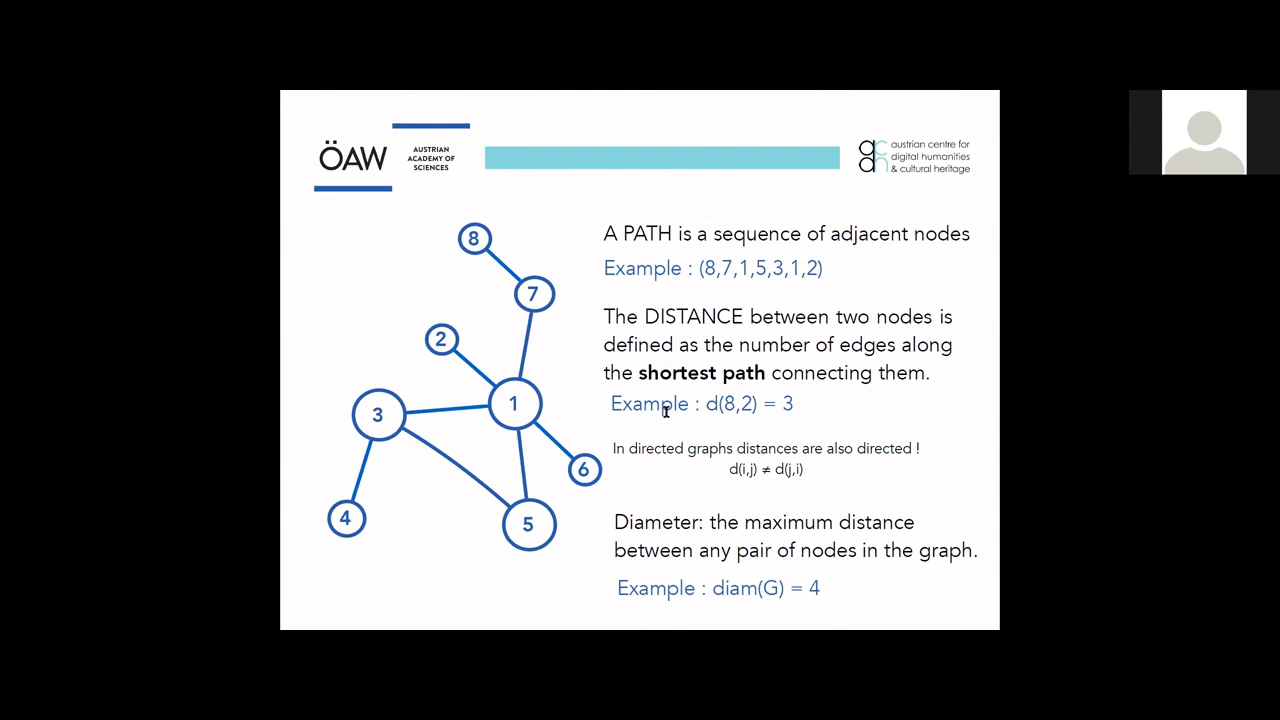 ÖAW
AUSTRIAN
ACADEMY OF
SCIENCES
austrian centre for
digital humanities
& cultural heritage
8
7
2
1
3
6
4
5
A PATH is a sequence of adjacent nodes
Example : (8,7,1,5,3,1,2)
The DISTANCE between two nodes is
defined as the number of edges along
the shortest path connecting them.
Example : d(8,2) = 3
In directed graphs distances are also directed !
d(i,j) ≠ d(j,i)
Diameter: the maximum distance
between any pair of nodes in the graph.
Example : diam(G) = 4